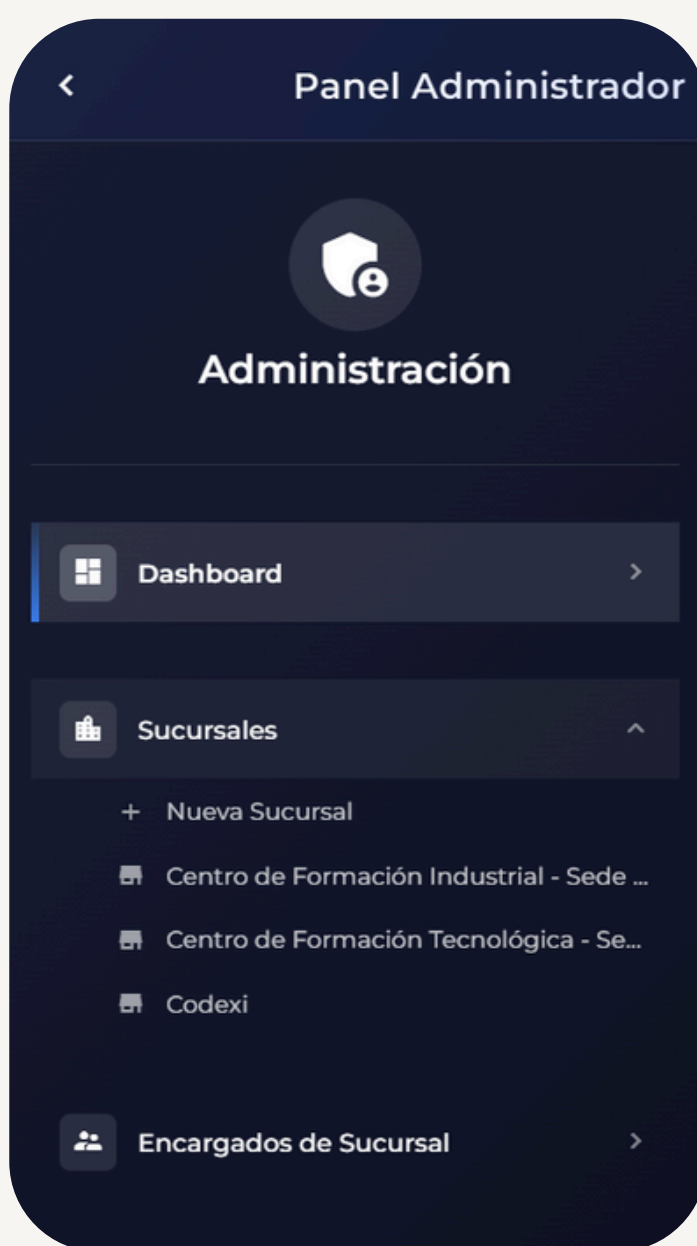 Panel Administrador
Administración
Dashboard
Sucursales
+ Nueva Sucursal
Centro de Formación Industrial - Sede ...
Centro de Formación Tecnológica - Se...
Codexi
Encargados de Sucursal